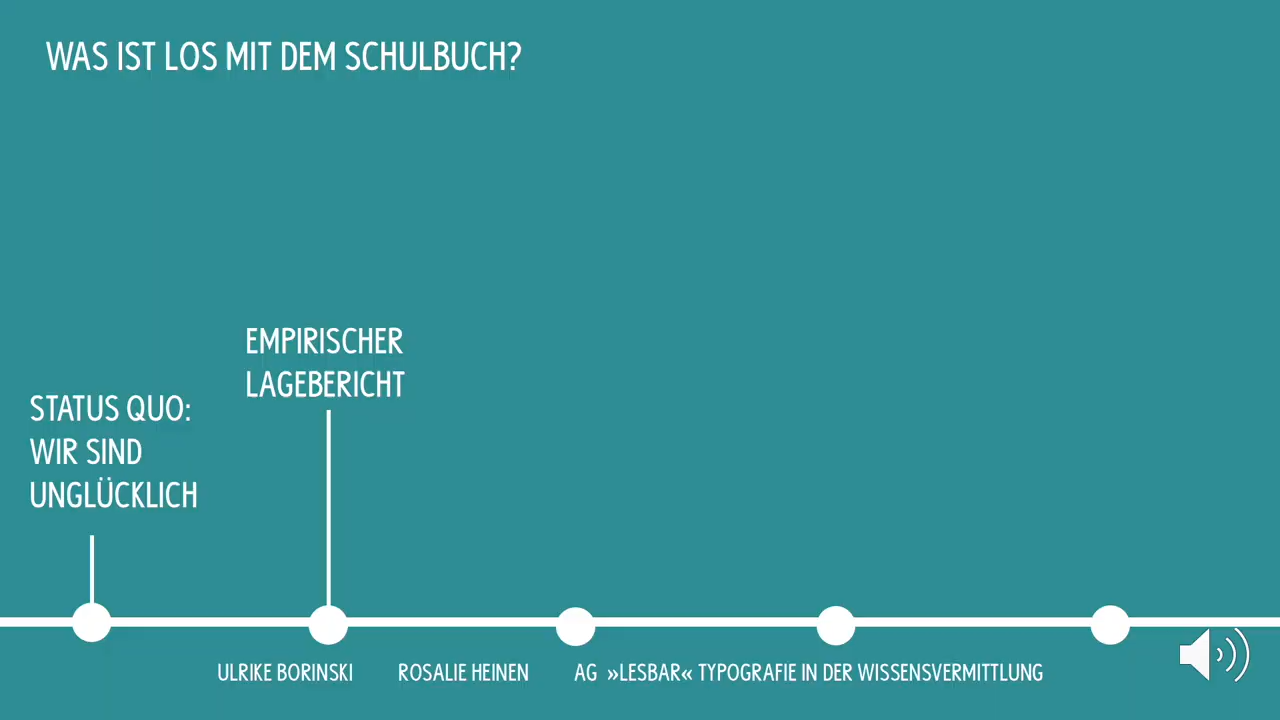 WAS IST LOS MIT DEM SCHULBUCH?
STATUS QUO:
WIR SIND
UNGLÜCKLICH
EMPIRISCHER
LAGEBERICHT
ULRIKE BORINSKI ROSALIE HEINEN AG »LESBAR« TYPOGRAFIE IN DER WISSENSVERMITTLUNG